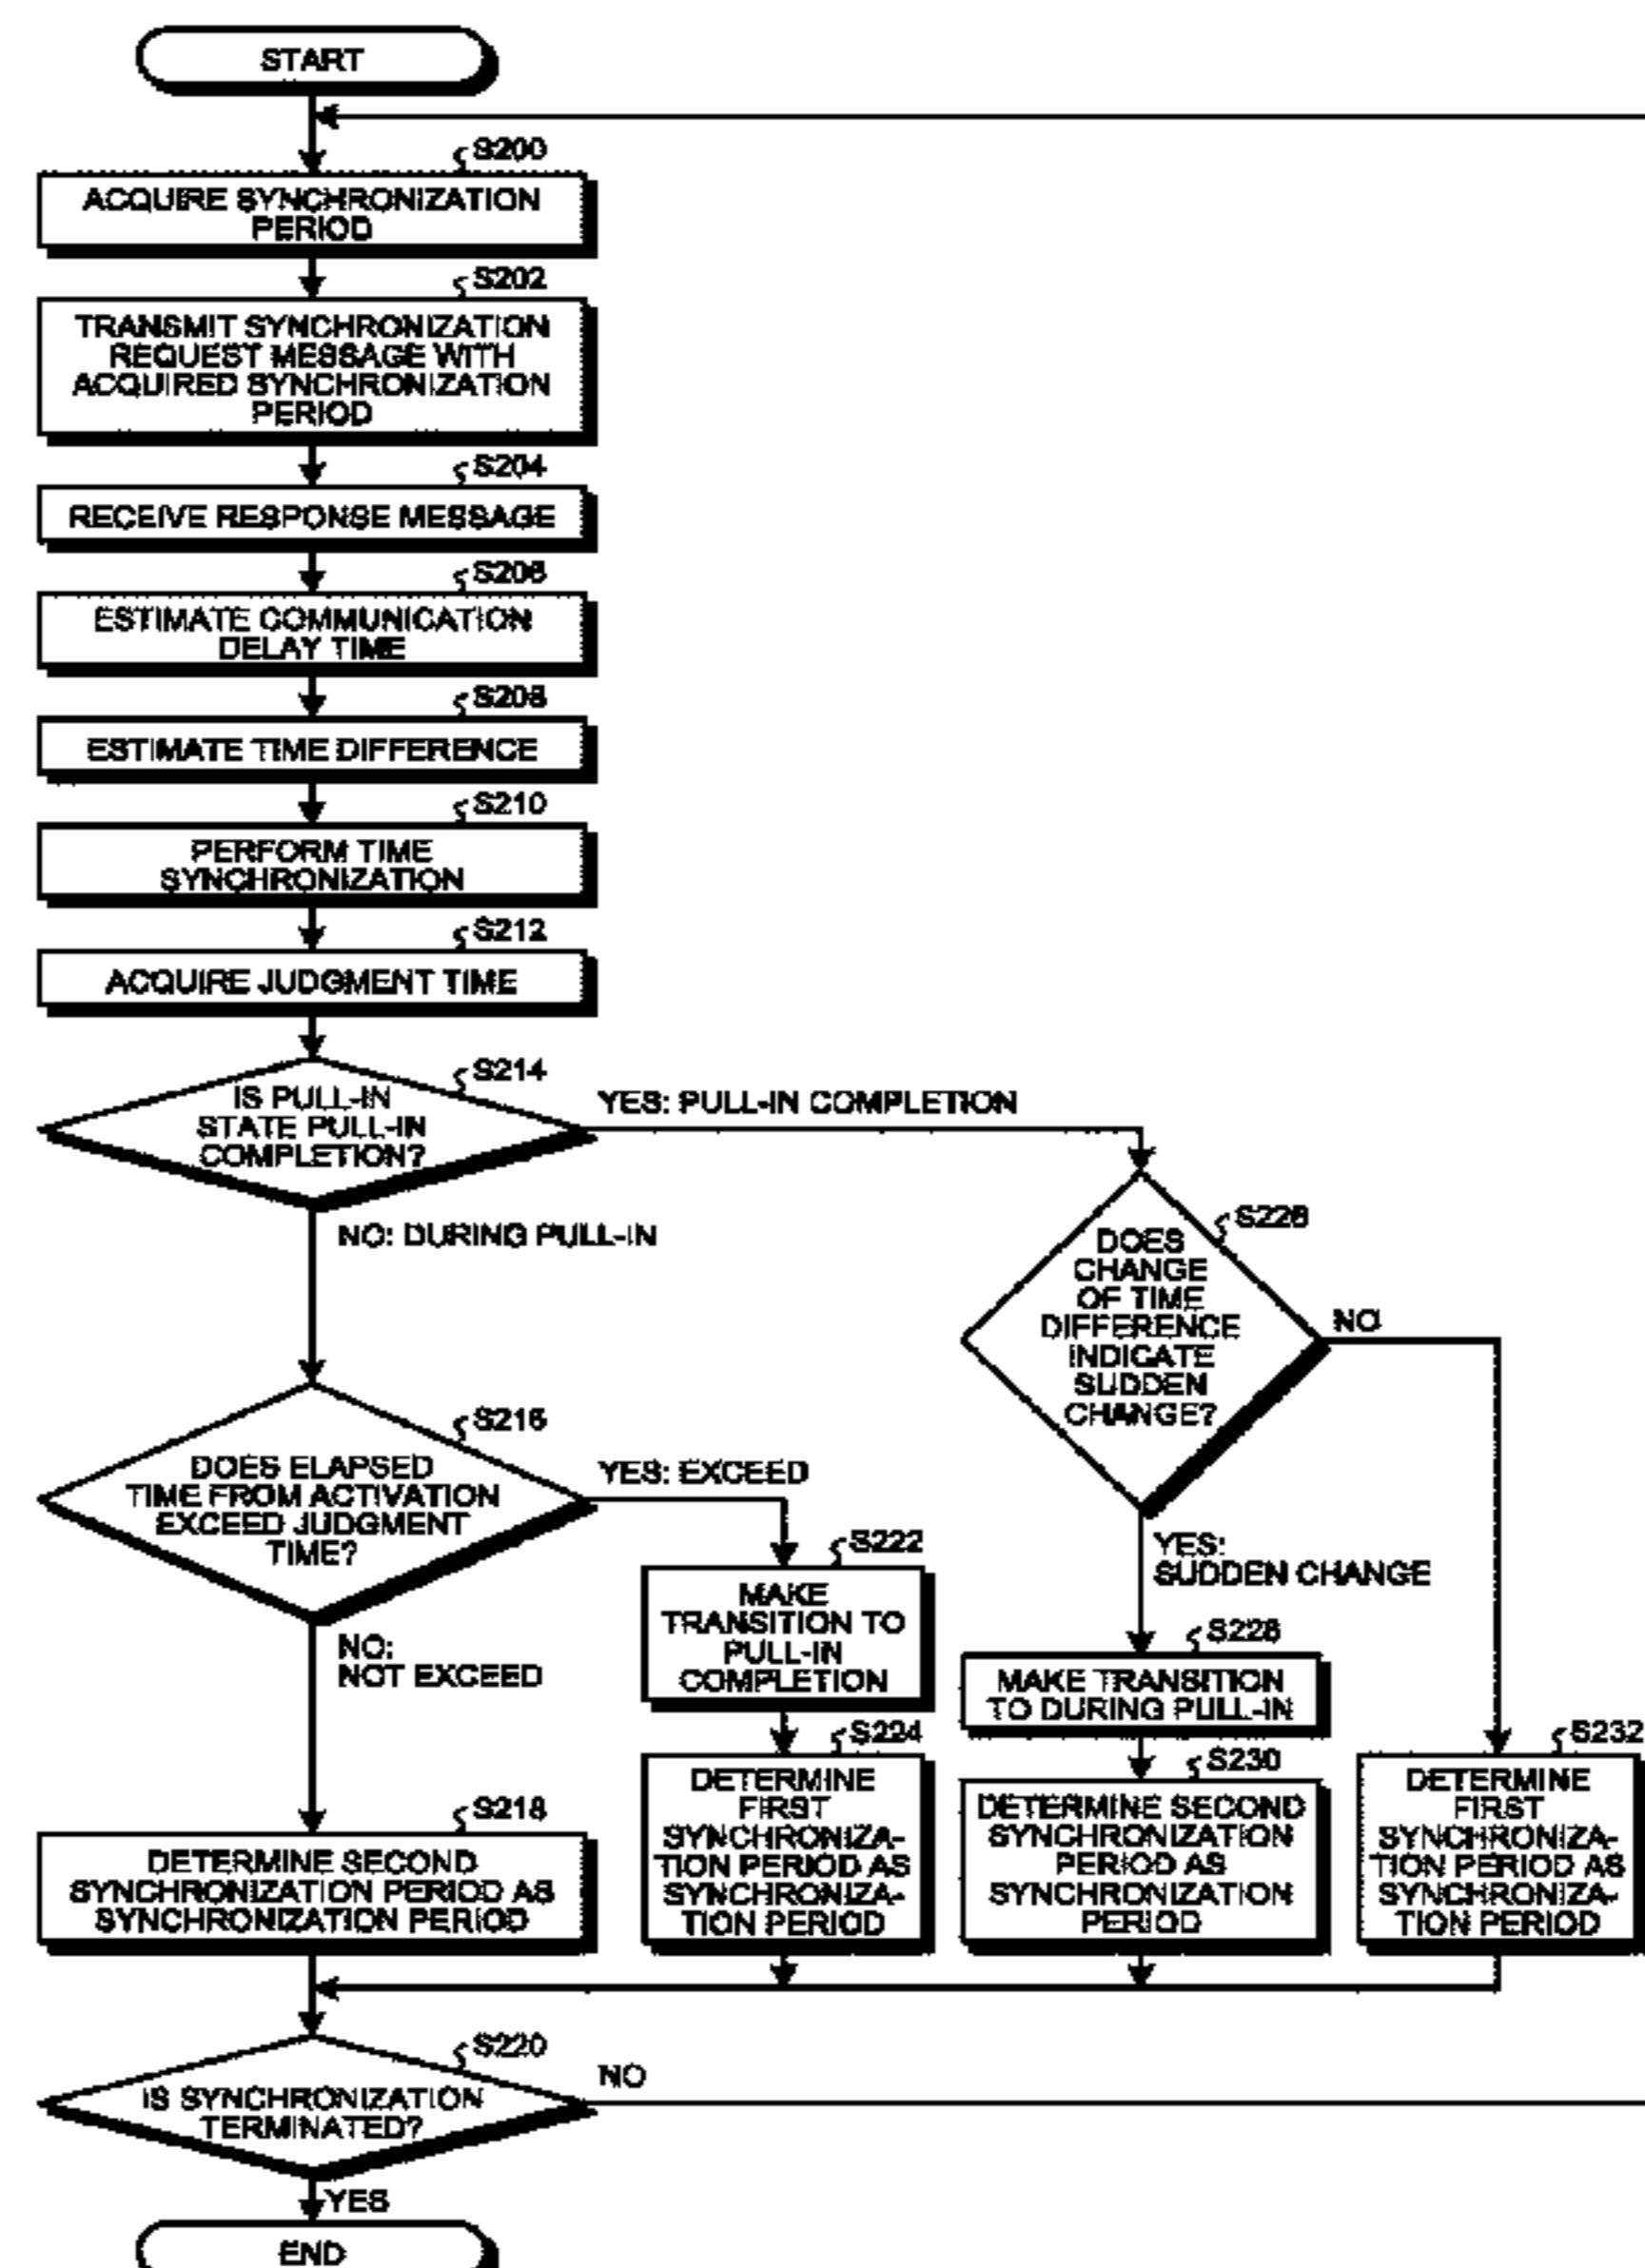 START
S200
ACQUIRE SYNCHRONIZATION
PERIOD
S202
TRANSMIT SYNCHRONIZATION
REQUEST MESSAGE WITH
ACQUIRED SYNCHRONIZATION
PERIOD
S204
RECEIVE RESPONSE MESSAGE
S206
ESTIMATE COMMUNICATION
DELAY TIME
S208
ESTIMATE TIME DIFFERENCE
S210
PERFORM TIME
SYNCHRONIZATION
S212
ACQUIRE JUDGMENT TIME
S214
IS PULL-IN
STATE PULL-IN
COMPLETION?
YES: PULL-IN COMPLETION
NO: DURING PULL-IN
S226
DOES
CHANGE
OF TIME
DIFFERENCE
INDICATE
SUDDEN
CHANGE?
NO
S216
DOES ELAPSED
TIME FROM ACTIVATION
EXCEED JUDGMENT
TIME?
YES: EXCEED
NO:
NOT EXCEED
S222
MAKE
TRANSITION TO
PULL-IN
COMPLETION
YES:
SUDDEN CHANGE
S228
MAKE TRANSITION
TO DURING PULL-IN
S218
DETERMINE SECOND
SYNCHRONIZATION PERIOD AS
SYNCHRONIZATION PERIOD
S224
DETERMINE
FIRST
SYNCHRONIZA-
TION PERIOD AS
SYNCHRONIZA-
TION PERIOD
S230
DETERMINE SECOND
SYNCHRONIZATION
PERIOD AS
SYNCHRONIZATION
PERIOD
S232
DETERMINE
FIRST
SYNCHRONIZA-
TION PERIOD AS
SYNCHRONIZA-
TION PERIOD
S220
IS SYNCHRONIZATION
TERMINATED?
NO
YES
END